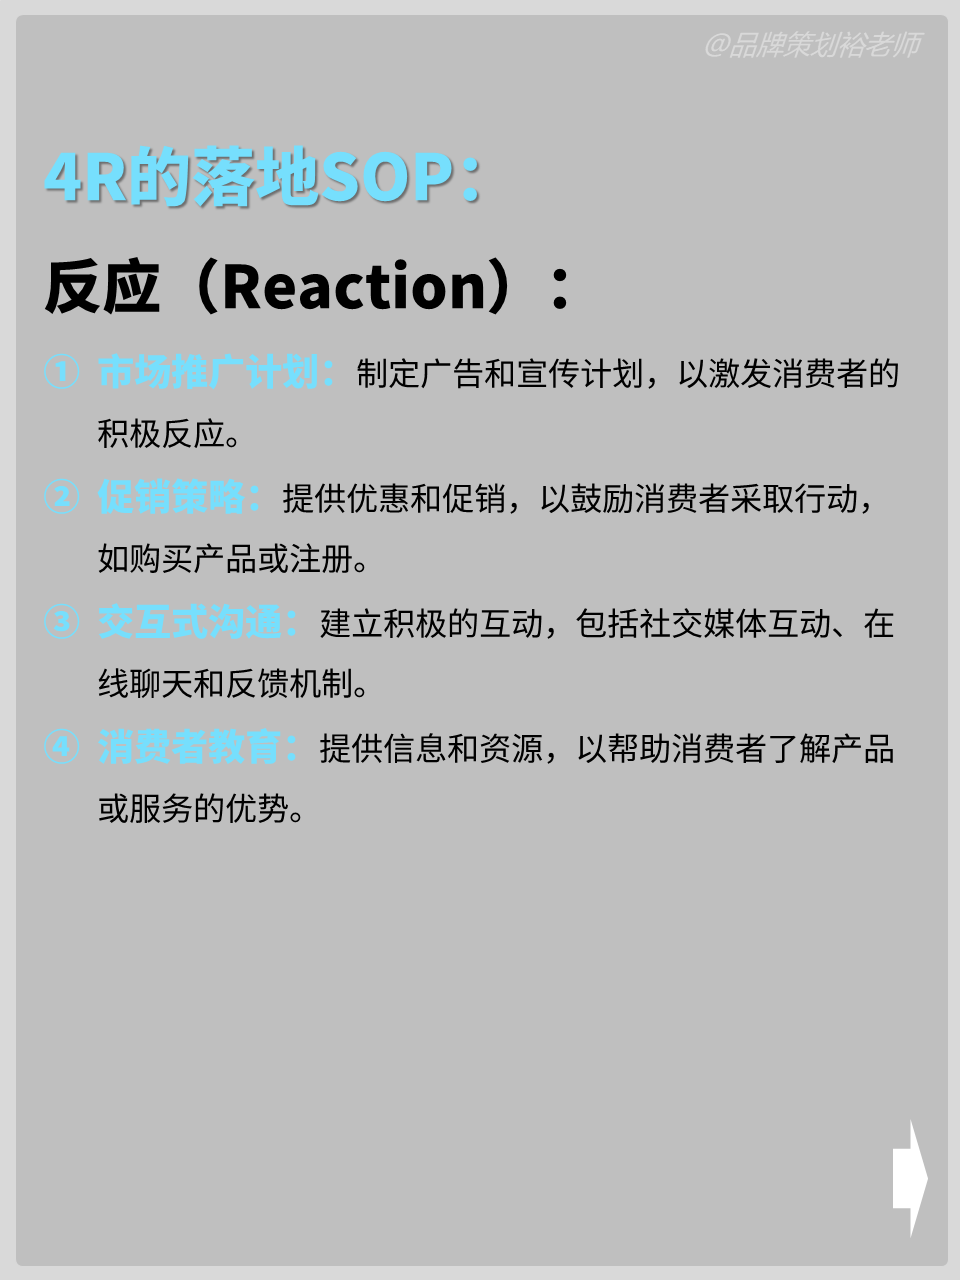 @品牌策划裕老师
4R的落地SOP：
反应（Reaction）：
① 市场推广计划：制定广告和宣传计划，以激发消费者的
积极反应。
② 促销策略：提供优惠和促销，以鼓励消费者采取行动，
如购买产品或注册。
③ 交互式沟通：建立积极的互动，包括社交媒体互动、在
线聊天和反馈机制。
④ 消费者教育：提供信息和资源，以帮助消费者了解产品
或服务的优势。